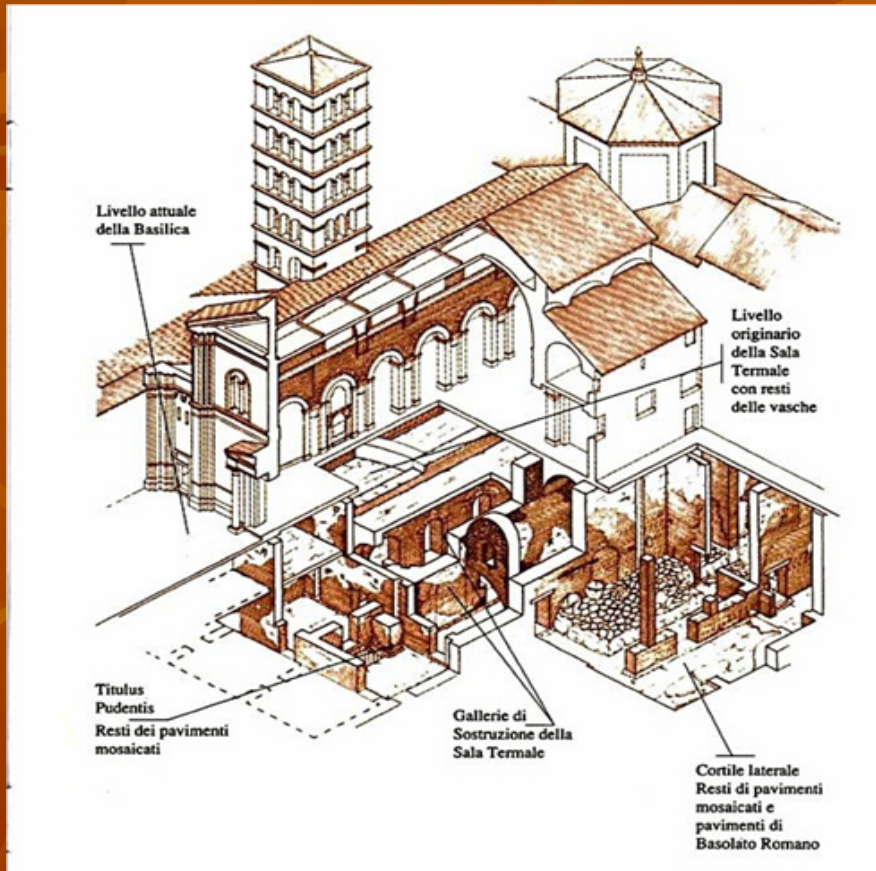 Livello attuale
della Basilica
Livello
originario
della Sala
Termale
con resti
delle vasche
Titulus
Pudentis
Resti dei pavimenti
mosaicati
Gallerie di
Sostruzione della
Sala Termale
Cortile laterale
Resti di pavimenti
mosaicati e
pavimenti di
Basolato Romano